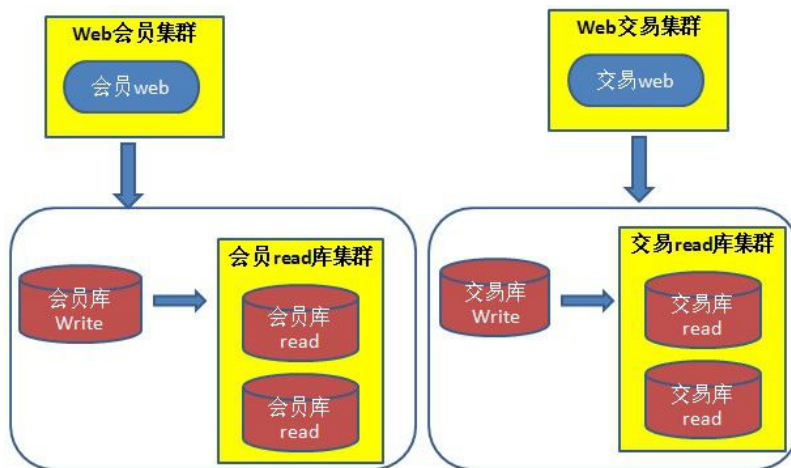 Web会员集群
会员web
Web交易集群
交易web
会员库
Write
会员read库集群
会员库
read
会员库
read
交易库
Write
交易read库集群
交易库
read
交易库
read